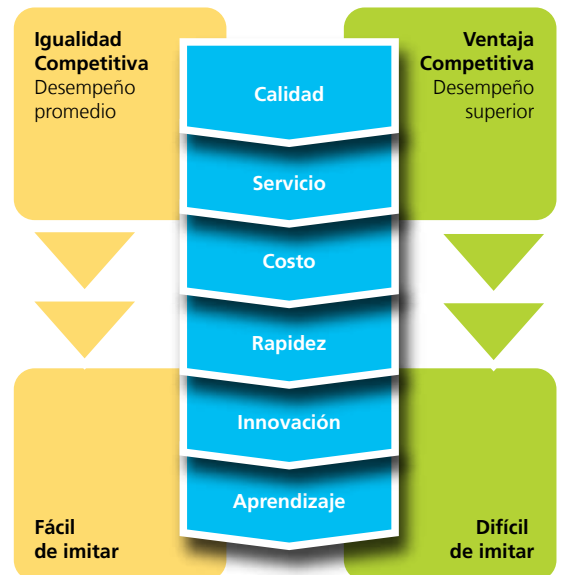 Igualidad
Competitiva
Desempeño
promedio
Ventaja
Competitiva
Desempeño
superior
Calidad
Servicio
Costo
Rapidez
Innovación
Aprendizaje
Fácil
de imitar
Difícil
de imitar